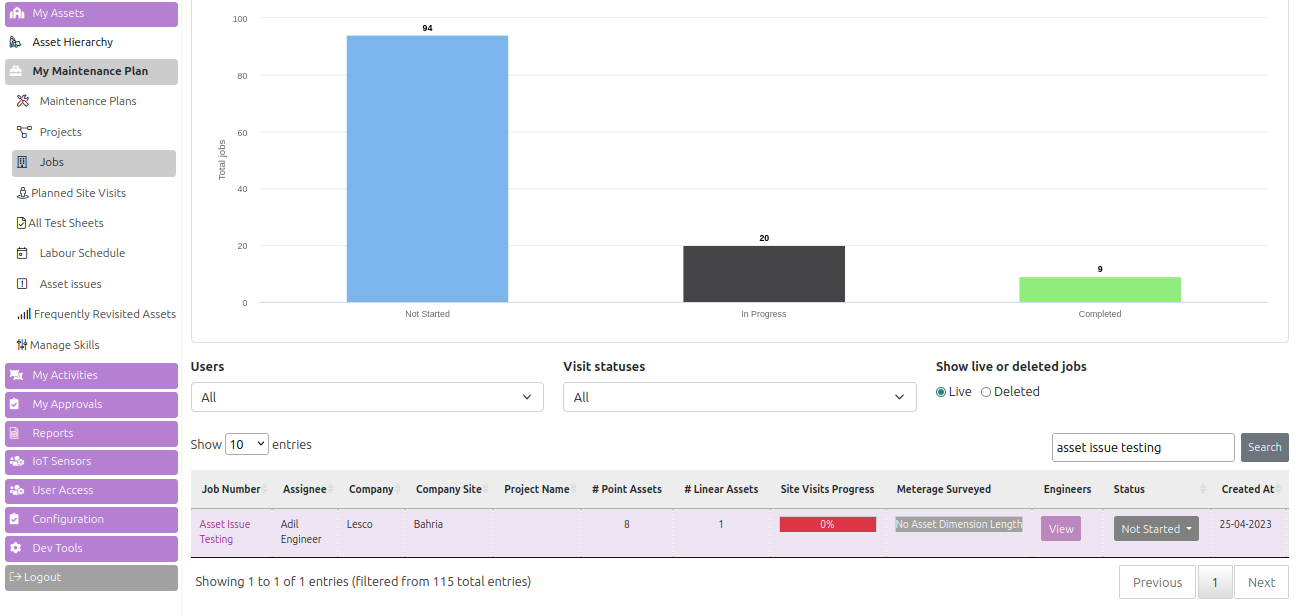 My Assets
Asset Hierarchy
My Maintenance Plan
Maintenance Plans
Projects
Jobs
Planned Site Visits
All Test Sheets
Labour Schedule
Asset issues
Frequently Revisited Assets
Manage Skills
My Activities
My Approvals
Reports
IoT Sensors
User Access
Configuration
Dev Tools
Logout
Total jobs
100
80
60
40
20
0
94
20
9
Not Started In Progress Completed
Users Visit statuses Show live or deleted jobs
All All Live Deleted
Show 10 entries asset issue testing Search
Job Number Assignee Company Company Site Project Name # Point Assets # Linear Assets Site Visits Progress Meterage Surveyed Engineers Status Created At
Asset Issue Adil Lesco Bahria 8 1 0% No Asset Dimension Length View Not Started 25-04-2023
Testing Engineer
Showing 1 to 1 of 1 entries (filtered from 115 total entries) Previous 1 Next